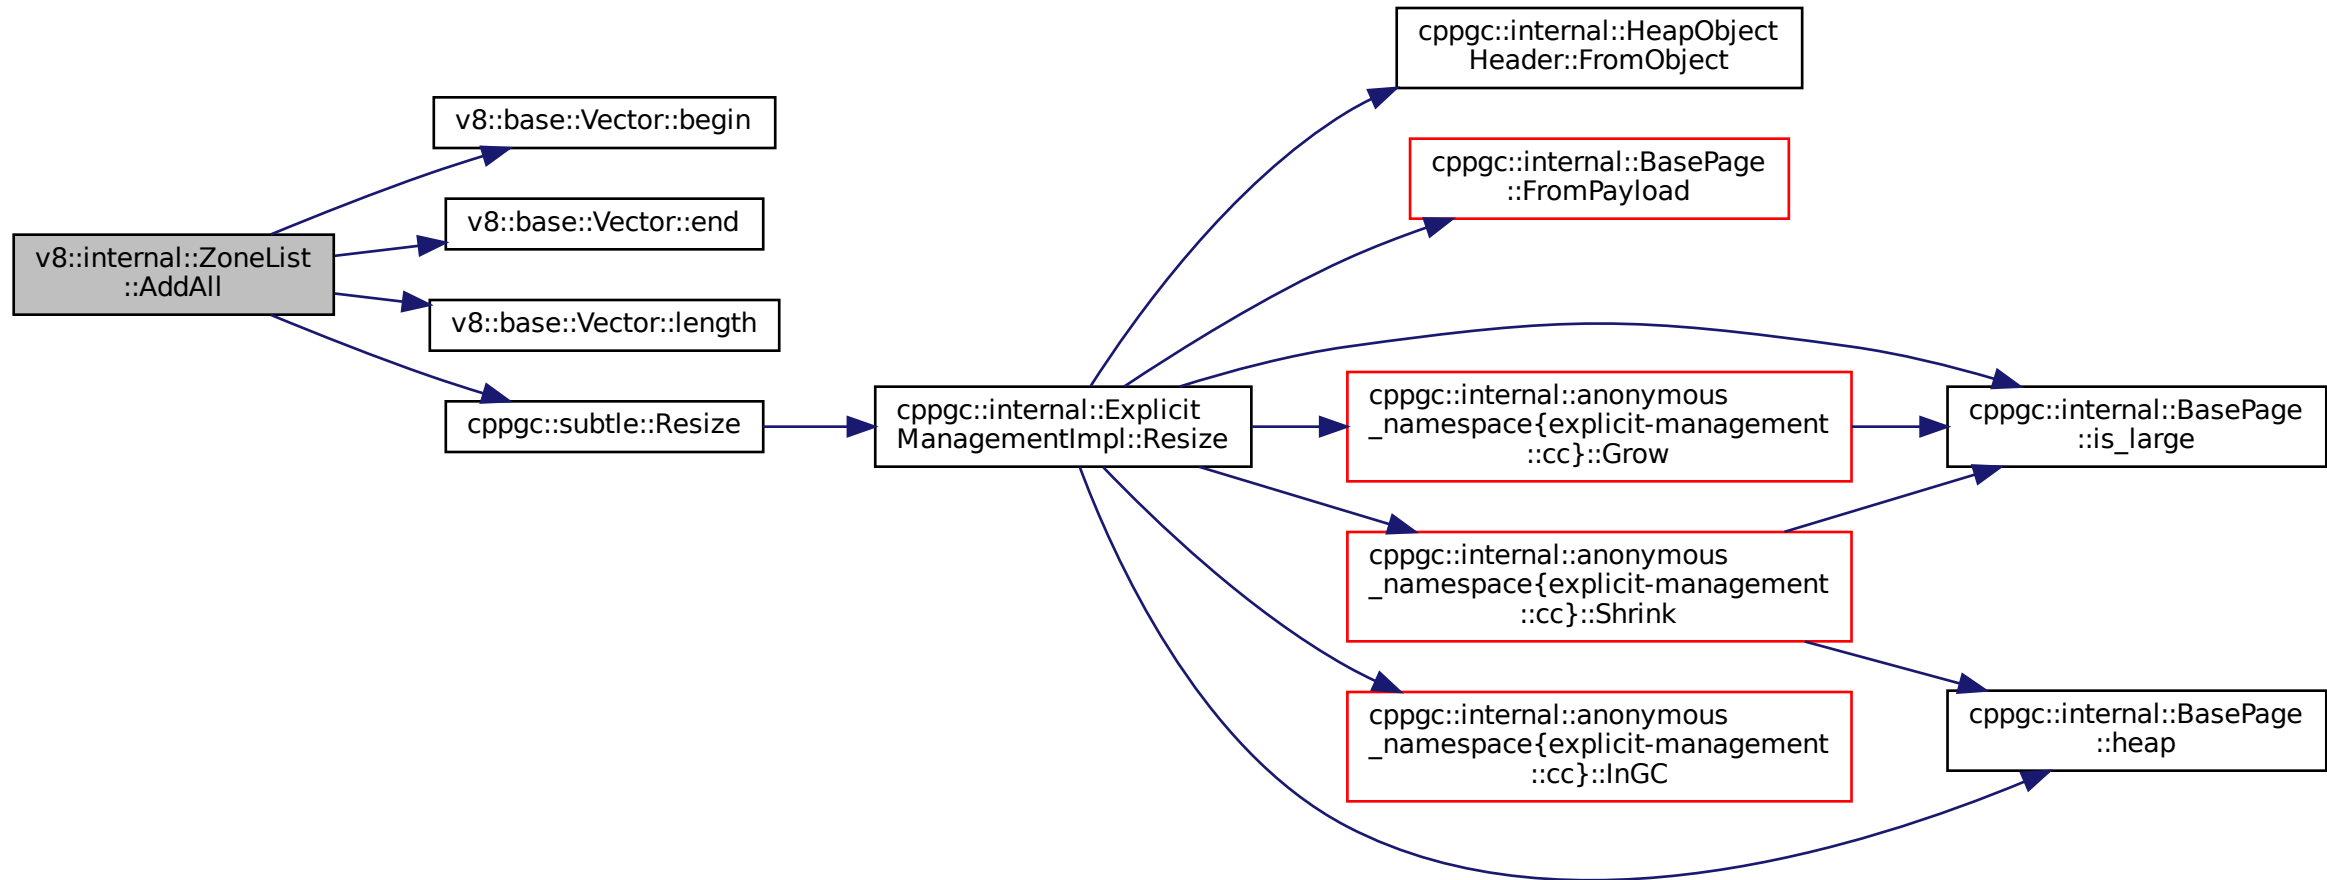 v8::internal::ZoneList
::AddAll
v8::base::Vector::begin
v8::base::Vector::end
v8::base::Vector::length
cppgc::subtle::Resize
cppgc::internal::Explicit
ManagementImpl::Resize
cppgc::internal::HeapObject
Header::FromObject
cppgc::internal::BasePage
::FromPayload
cppgc::internal::anonymous
_namespace{explicit-management
::cc}::Grow
cppgc::internal::anonymous
_namespace{explicit-management
::cc}::Shrink
cppgc::internal::anonymous
_namespace{explicit-management
::cc}::InGC
cppgc::internal::BasePage
::is_large
cppgc::internal::BasePage
::heap